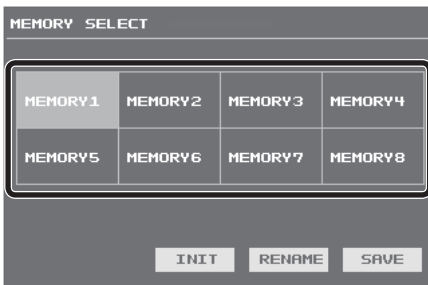 MEMORY SELECT
MEMORY1 MEMORY2 MEMORY3 MEMORY4
MEMORY5 MEMORY6 MEMORY7 MEMORY8
INIT RENAME SAVE